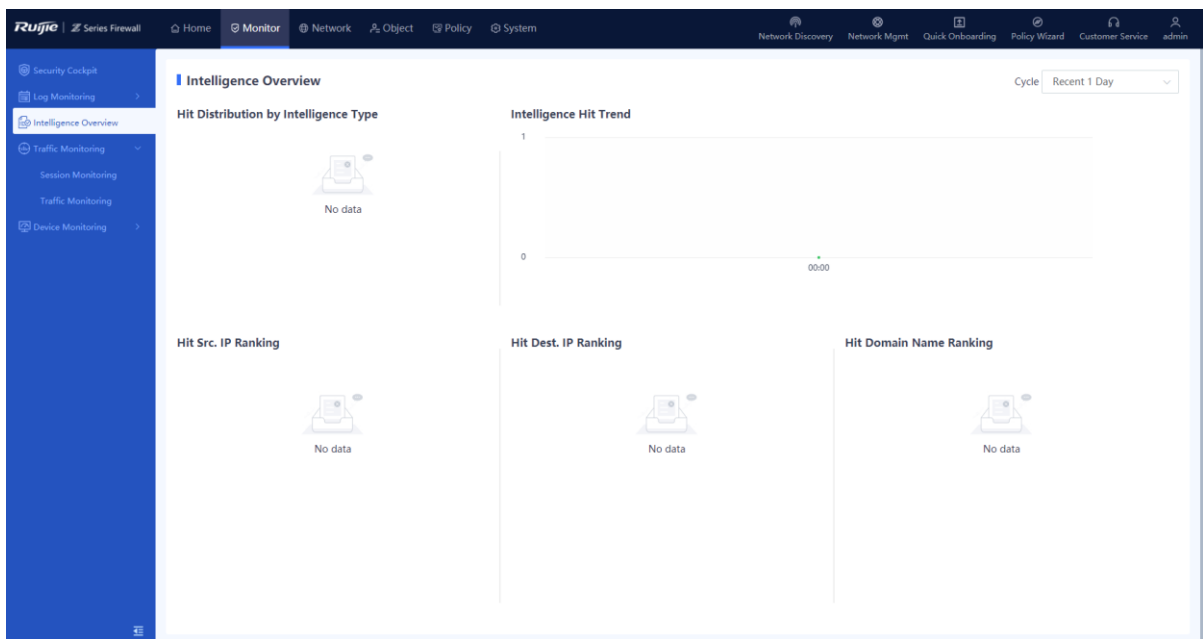 Ruijie | Z Series Firewall
Home Monitor Network Object Policy System
Network Discovery Network Mgmt Quick Onboarding Policy Wizard Customer Service admin
Security Cockpit
Log Monitoring
Intelligence Overview
Traffic Monitoring
Session Monitoring
Traffic Monitoring
Device Monitoring
Intelligence Overview
Cycle Recent 1 Day
Hit Distribution by Intelligence Type
No data
Intelligence Hit Trend
1
0
00:00
Hit Src. IP Ranking
No data
Hit Dest. IP Ranking
No data
Hit Domain Name Ranking
No data